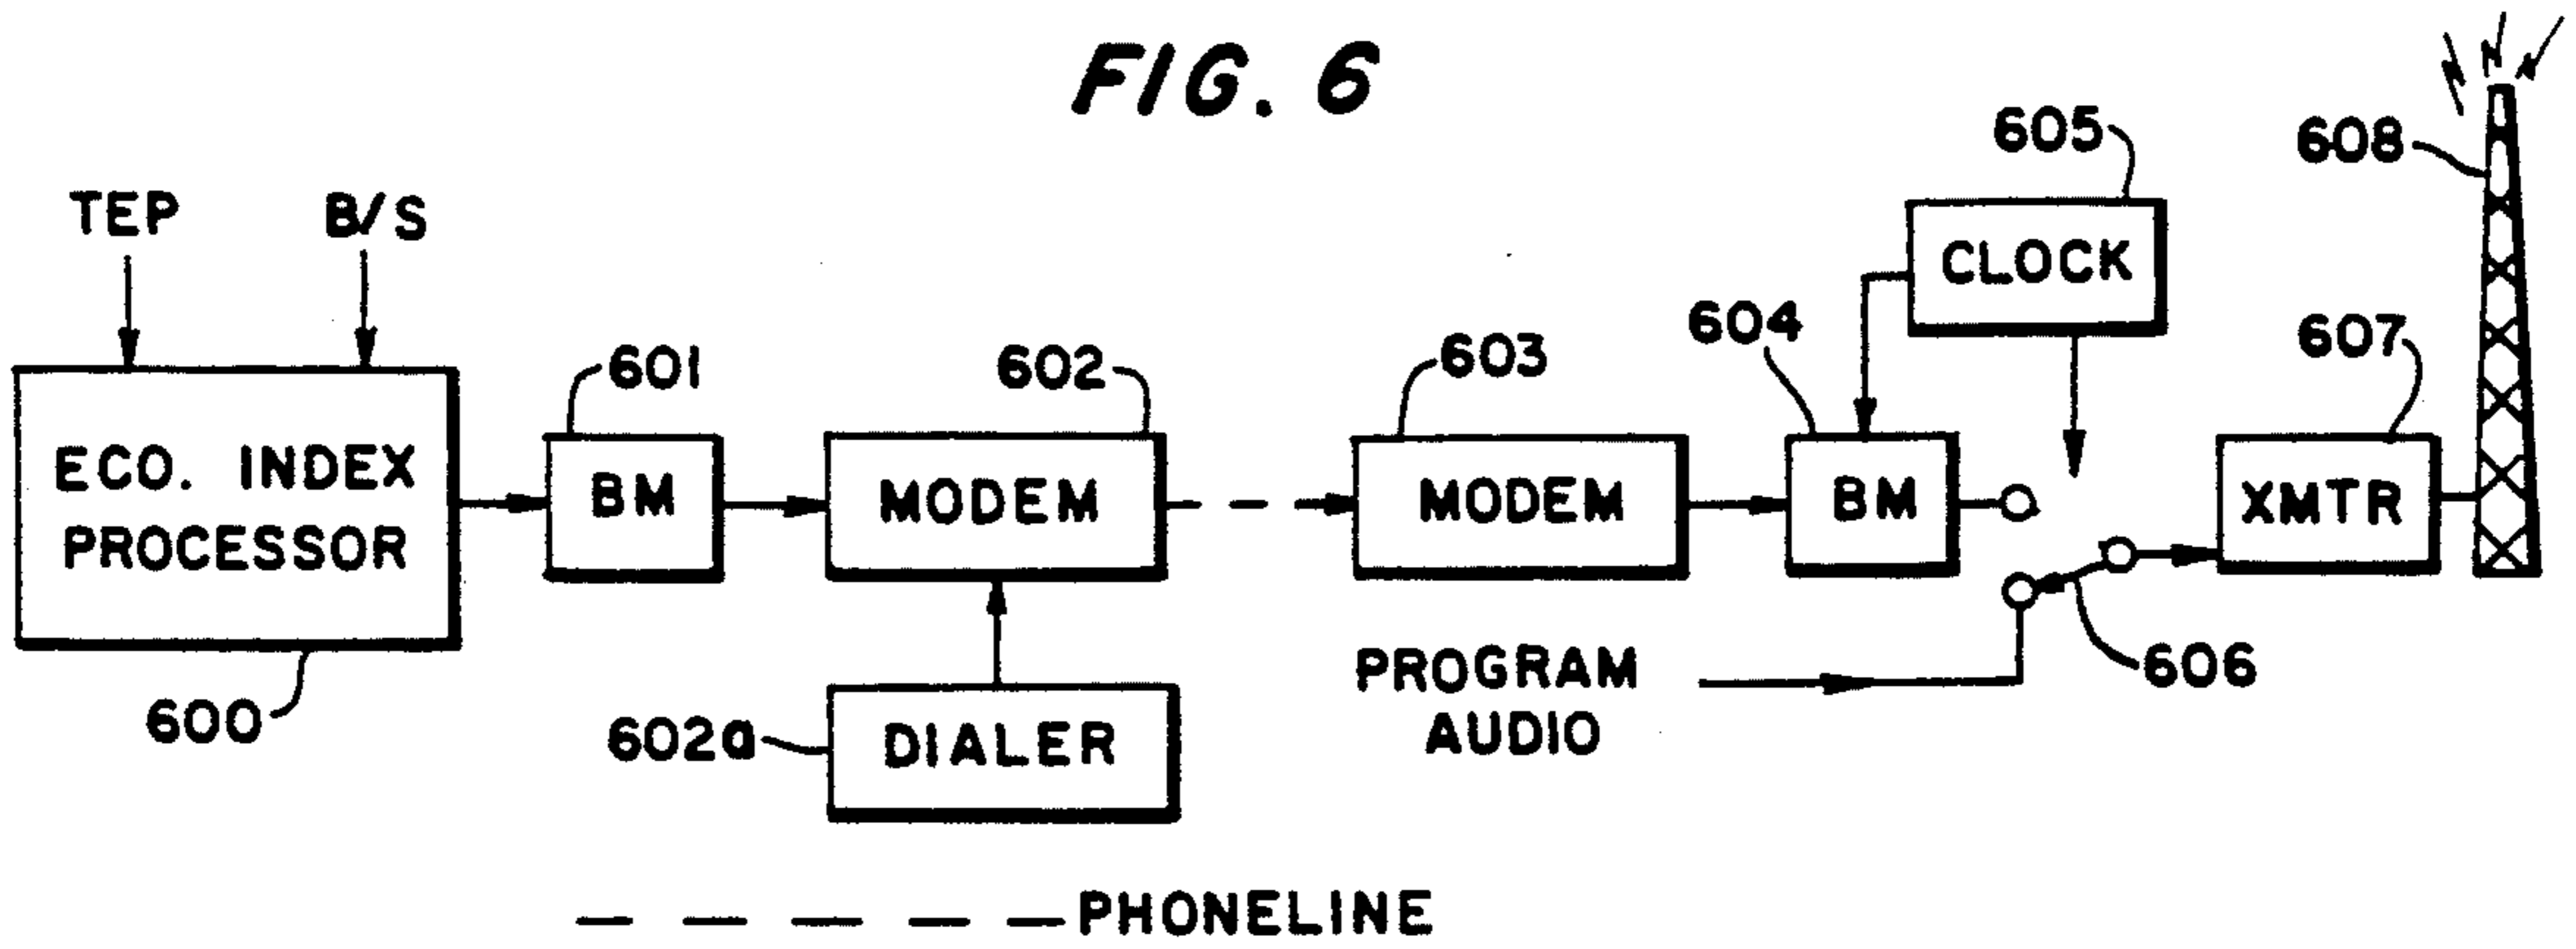 FIG. 6
TEP
B/S
ECO. INDEX
PROCESSOR
600
601
BM
602
MODEM
602a
DIALER
603
MODEM
604
BM
605
CLOCK
PROGRAM
AUDIO
606
607
XMTR
608
PHONELINE